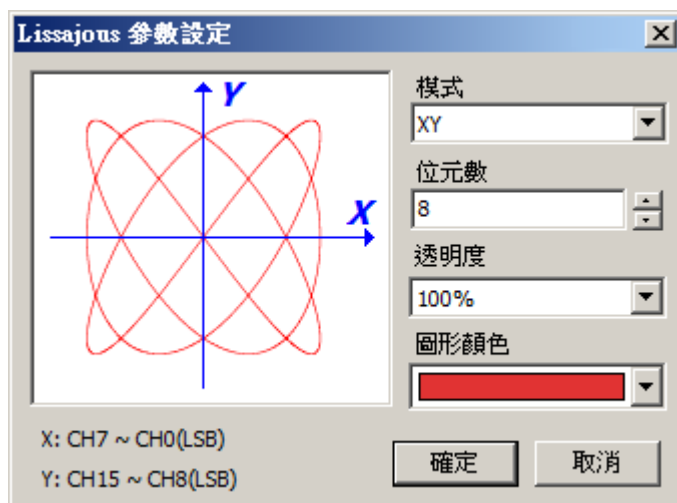 Lissajous 參數設定
Y
X
模式
XY
位元數
8
透明度
100%
圖形顏色
X: CH7 ~ CH0(LSB)
Y: CH15 ~ CH8(LSB)
確定
取消